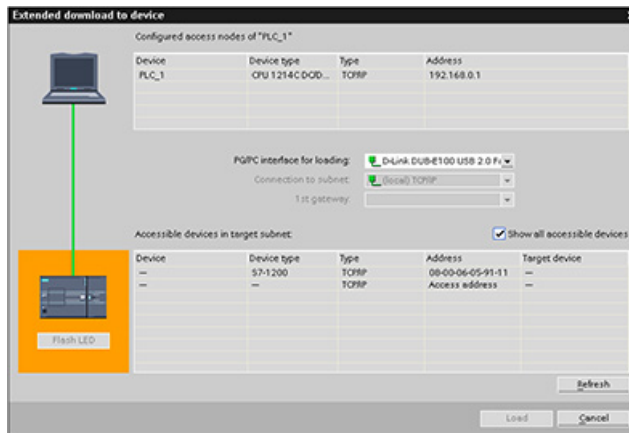 Extended download to device
Configured access nodes of "PLC_1"
Device Device type Type Address
PLC_1 CPU 1214C DC/D... TCP/IP 192.168.0.1
PG/PC interface for loading: D-Link DUB-E100 USB 2.0 Fa
Connection to subnet: (local) TCP/IP
1st gateway:
Accessible devices in target subnet: Show all accessible devices
Device Device type Type Address Target device
— S7-1200 TCP/IP 08-00-06-05-91-11 —
— — TCP/IP Access address —
Flash LED
Refresh
Load Cancel